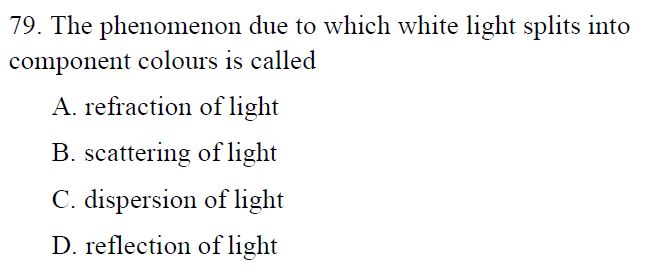 79. The phenomenon due to which white light splits into
component colours is called
A. refraction of light
B. scattering of light
C. dispersion of light
D. reflection of light